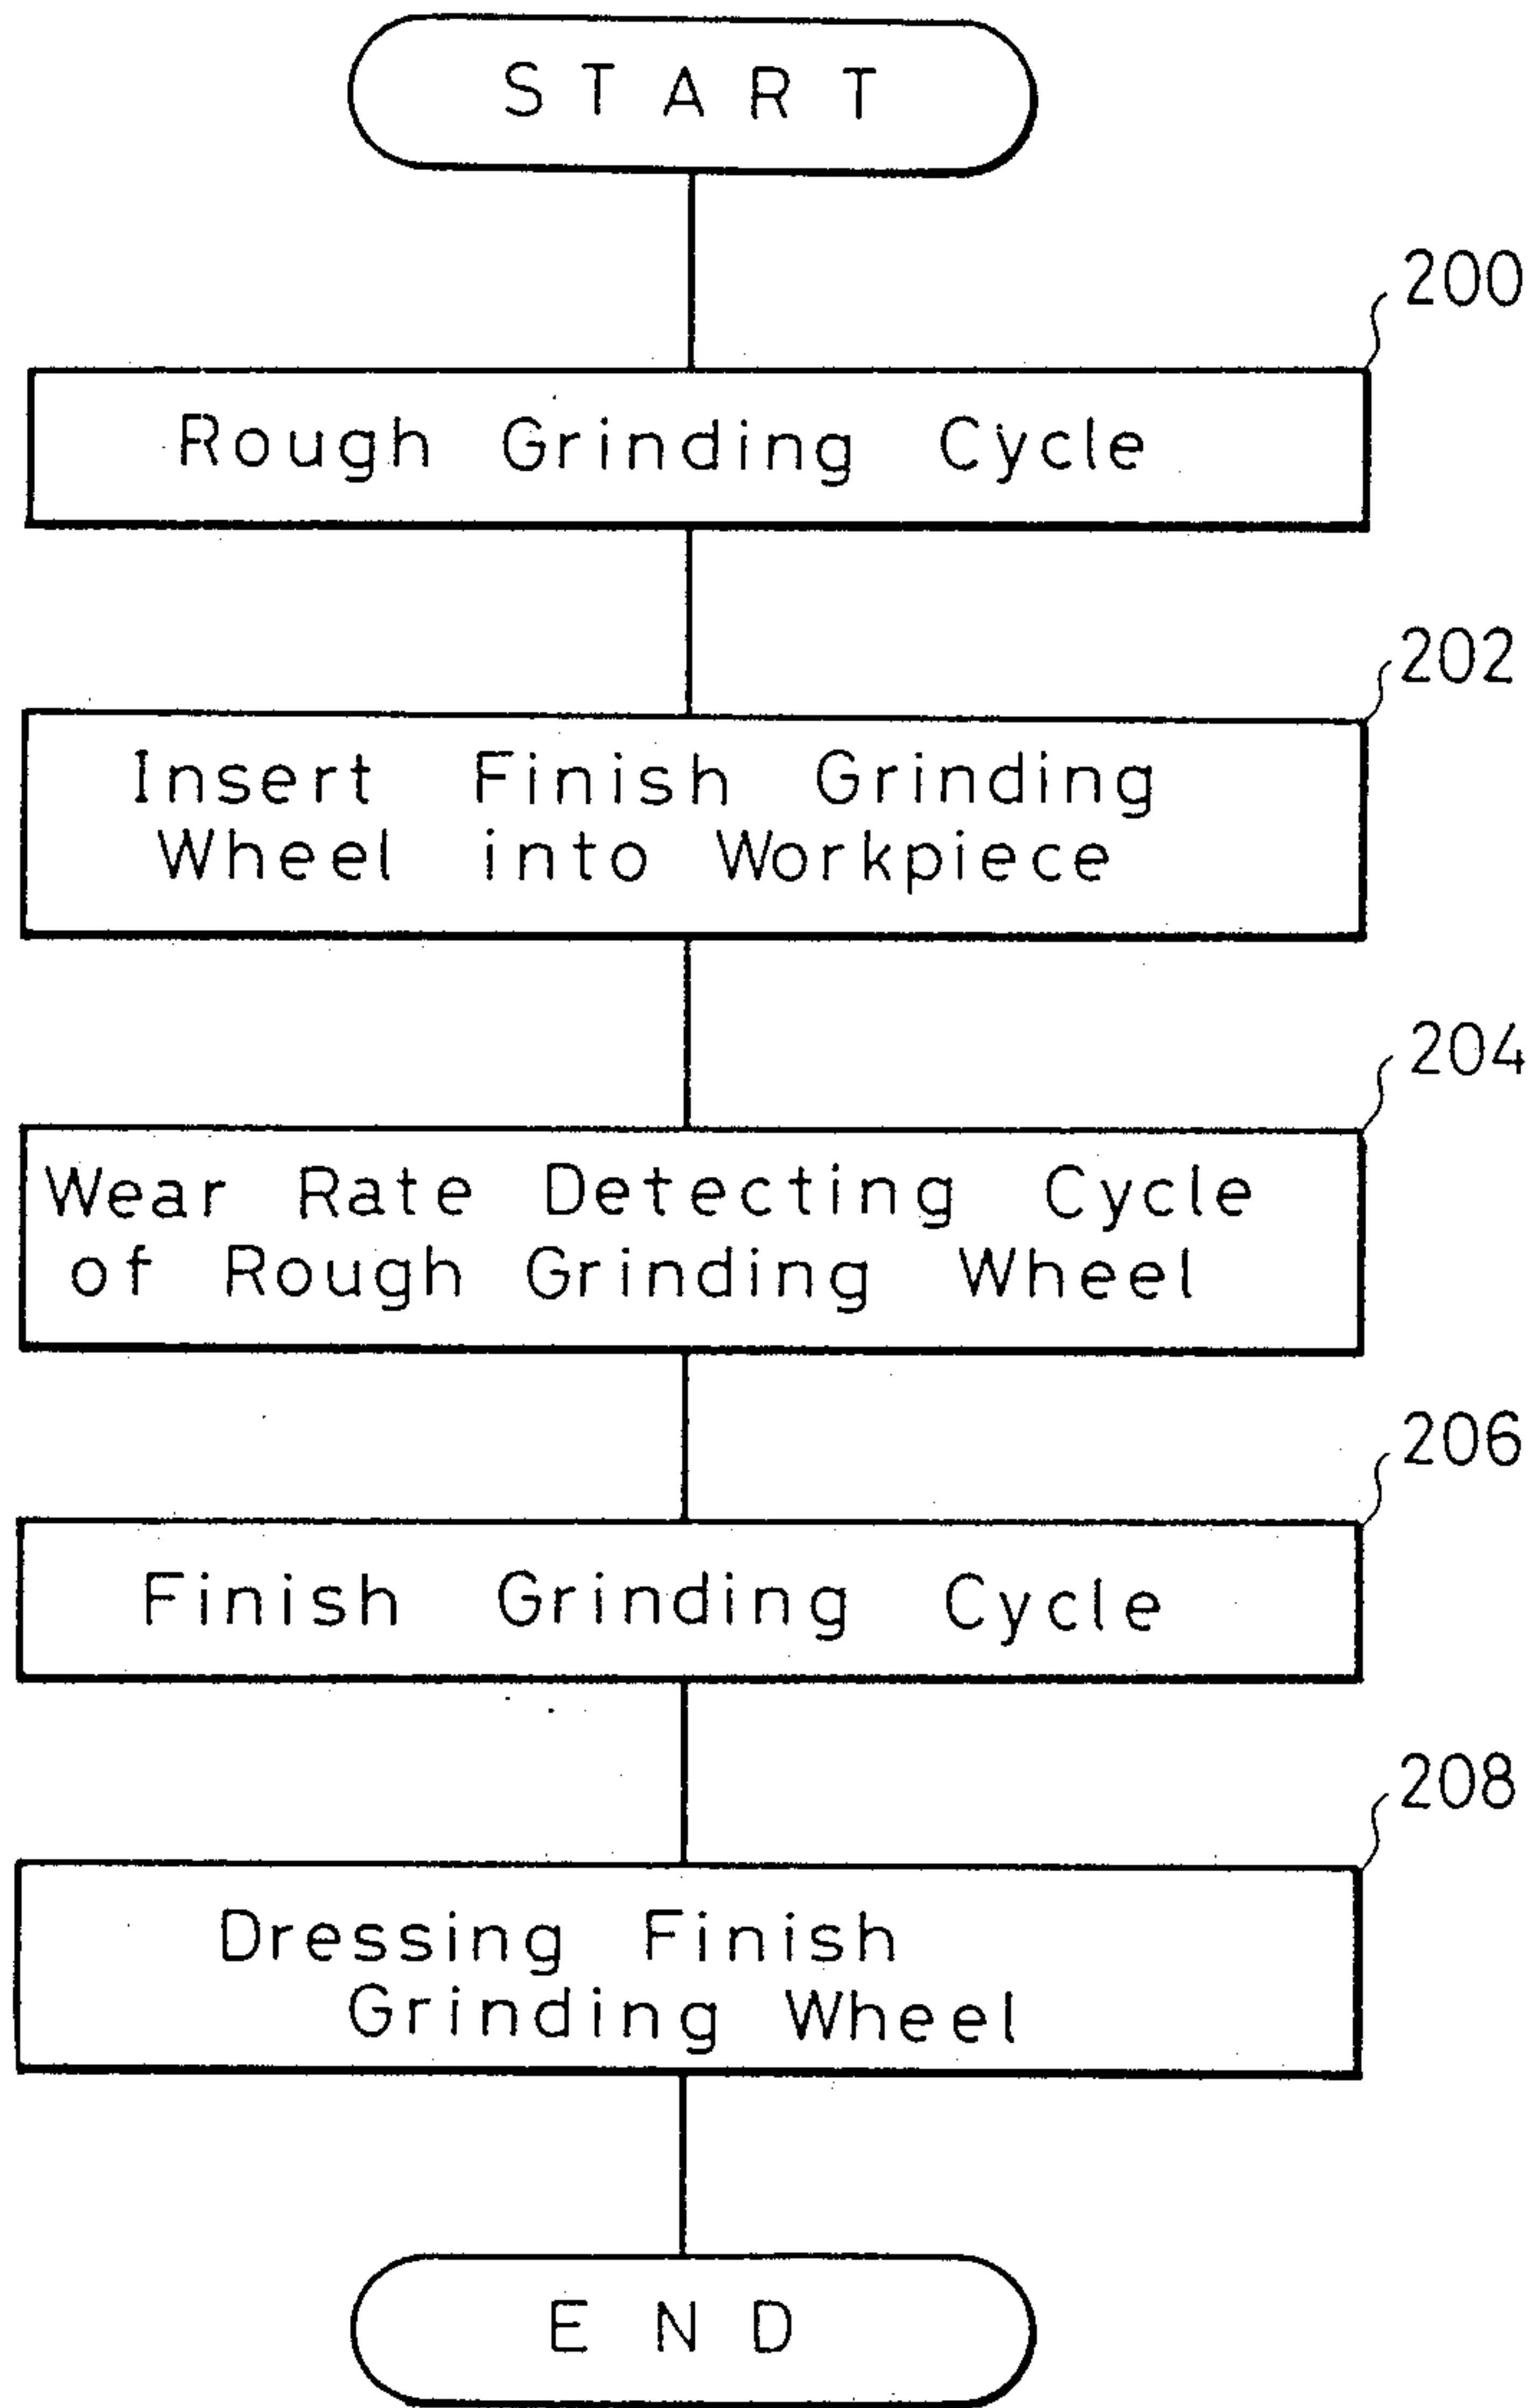 START
200
Rough Grinding Cycle
202
Insert Finish Grinding
Wheel into Workpiece
204
Wear Rate Detecting Cycle
of Rough Grinding Wheel
206
Finish Grinding Cycle
208
Dressing Finish
Grinding Wheel
END